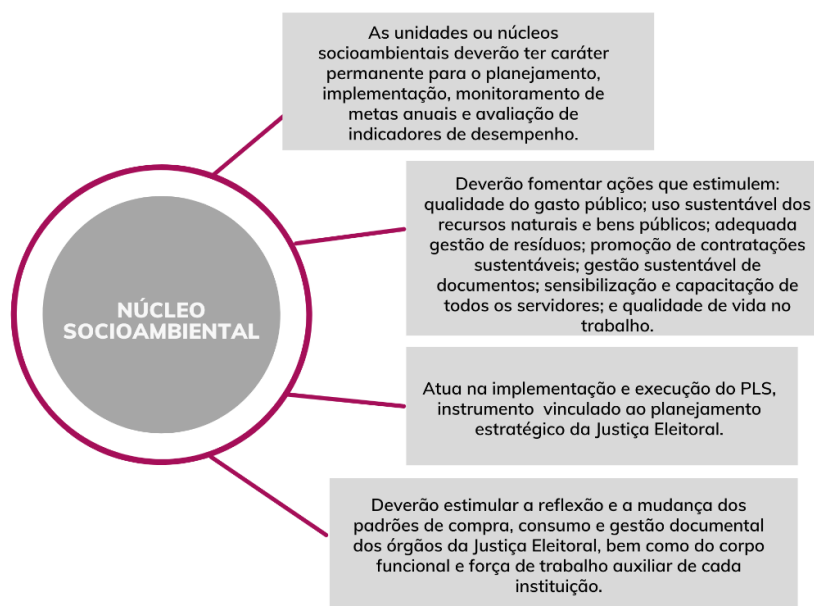 As unidades ou núcleos
socioambientais deverão ter caráter
permanente para o planejamento,
implementação, monitoramento de
metas anuais e avaliação de
indicadores de desempenho.
Deverão fomentar ações que estimulem:
qualidade do gasto público; uso sustentável dos
recursos naturais e bens públicos; adequada
gestão de resíduos; promoção de contratações
sustentáveis; gestão sustentável de
documentos; sensibilização e capacitação de
todos os servidores; e qualidade de vida no
trabalho.
NÚCLEO
SOCIOAMBIENTAL
Atua na implementação e execução do PLS,
instrumento vinculado ao planejamento
estratégico da Justiça Eleitoral.
Deverão estimular a reflexão e a mudança dos
padrões de compra, consumo e gestão documental
dos órgãos da Justiça Eleitoral, bem como do corpo
funcional e força de trabalho auxiliar de cada
instituição.